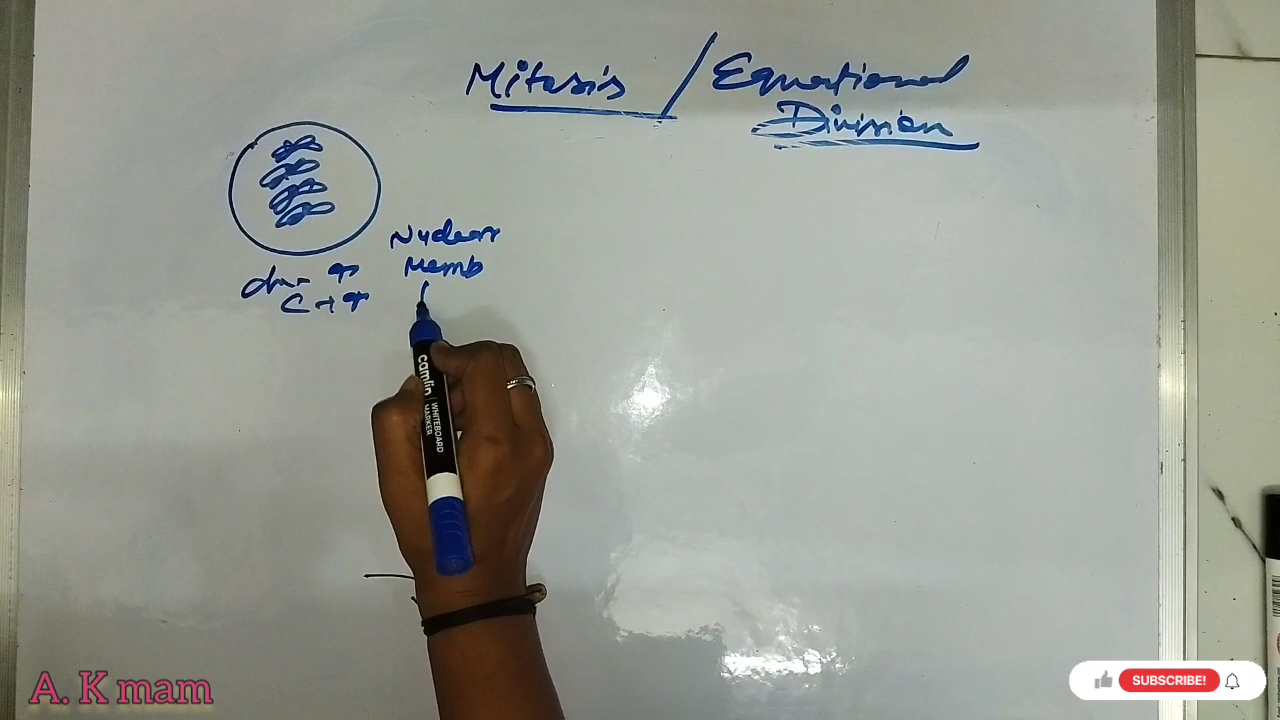 Mitosis / Equational
Division
Nuclear
Memb
camlin
WHITEBOARD
MARKER
A. K mam
SUBSCRIBE!